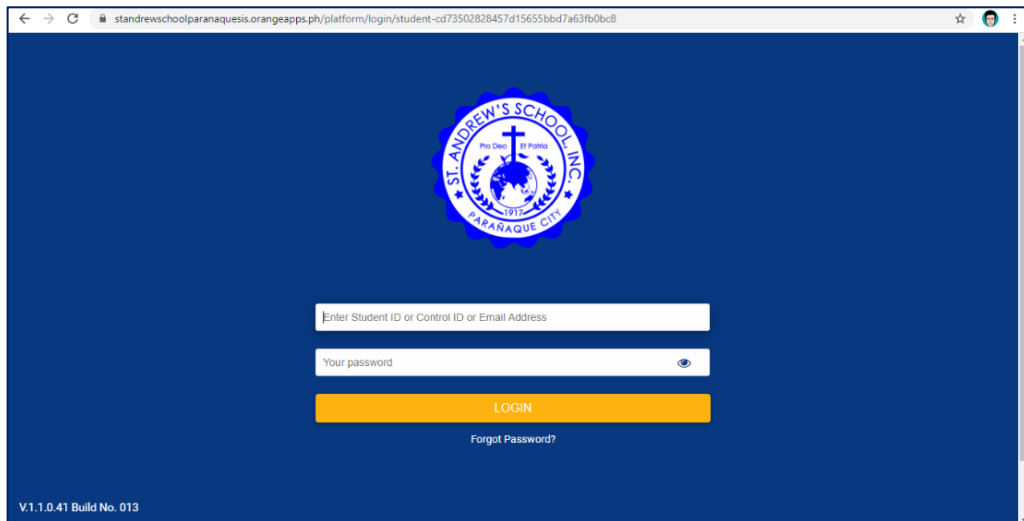 standrewschoolparanaquesis.orangeapps.ph/platform/login/student-cd73502828457d15655bbd7a63fb0bc8
ST. ANDREW'S SCHOOL, INC.
Pro Deo Et Patria
1917
PARAÑAQUE CITY
Enter Student ID or Control ID or Email Address
Your password
LOGIN
Forgot Password?
V.1.1.0.41 Build No. 013